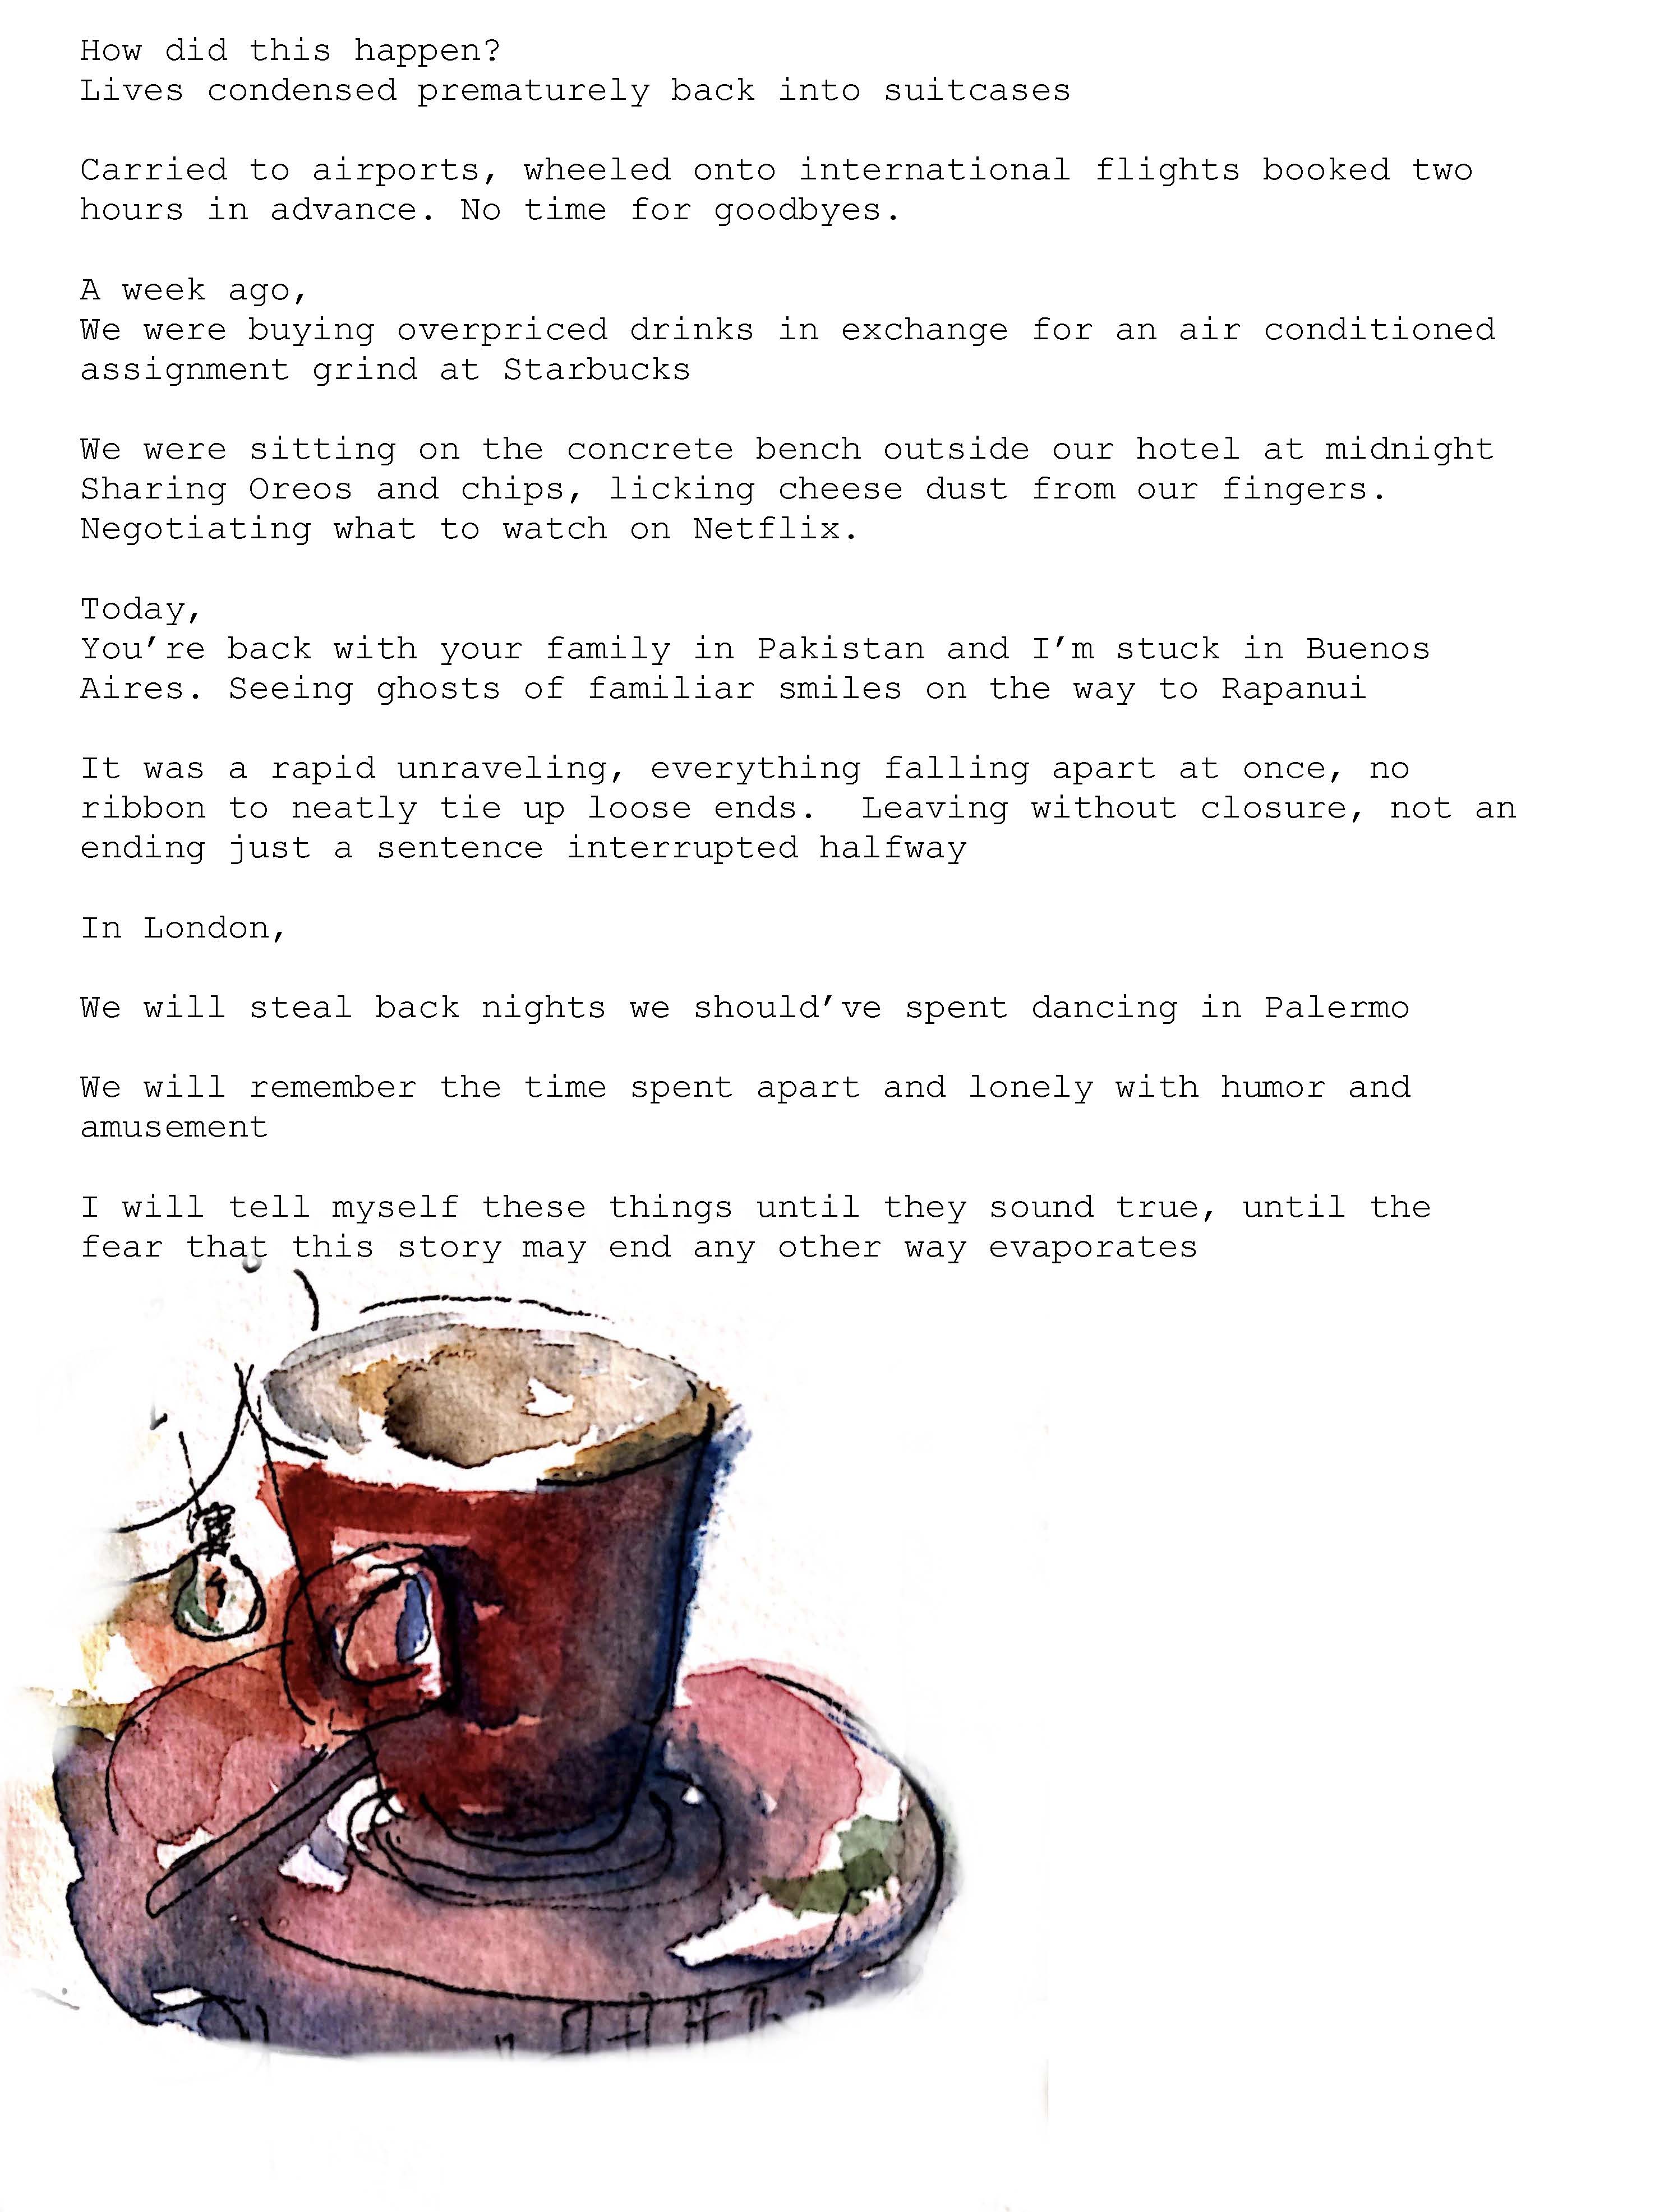 How did this happen?
Lives condensed prematurely back into suitcases
Carried to airports, wheeled onto international flights booked two
hours in advance. No time for goodbyes.
A week ago,
We were buying overpriced drinks in exchange for an air conditioned
assignment grind at Starbucks
We were sitting on the concrete bench outside our hotel at midnight
Sharing Oreos and chips, licking cheese dust from our fingers.
Negotiating what to watch on Netflix.
Today,
You’re back with your family in Pakistan and I’m stuck in Buenos
Aires. Seeing ghosts of familiar smiles on the way to Rapanui
It was a rapid unraveling, everything falling apart at once, no
ribbon to neatly tie up loose ends.  Leaving without closure, not an
ending just a sentence interrupted halfway
In London,
We will steal back nights we should’ve spent dancing in Palermo
We will remember the time spent apart and lonely with humor and
amusement
I will tell myself these things until they sound true, until the
fear that this story may end any other way evaporates